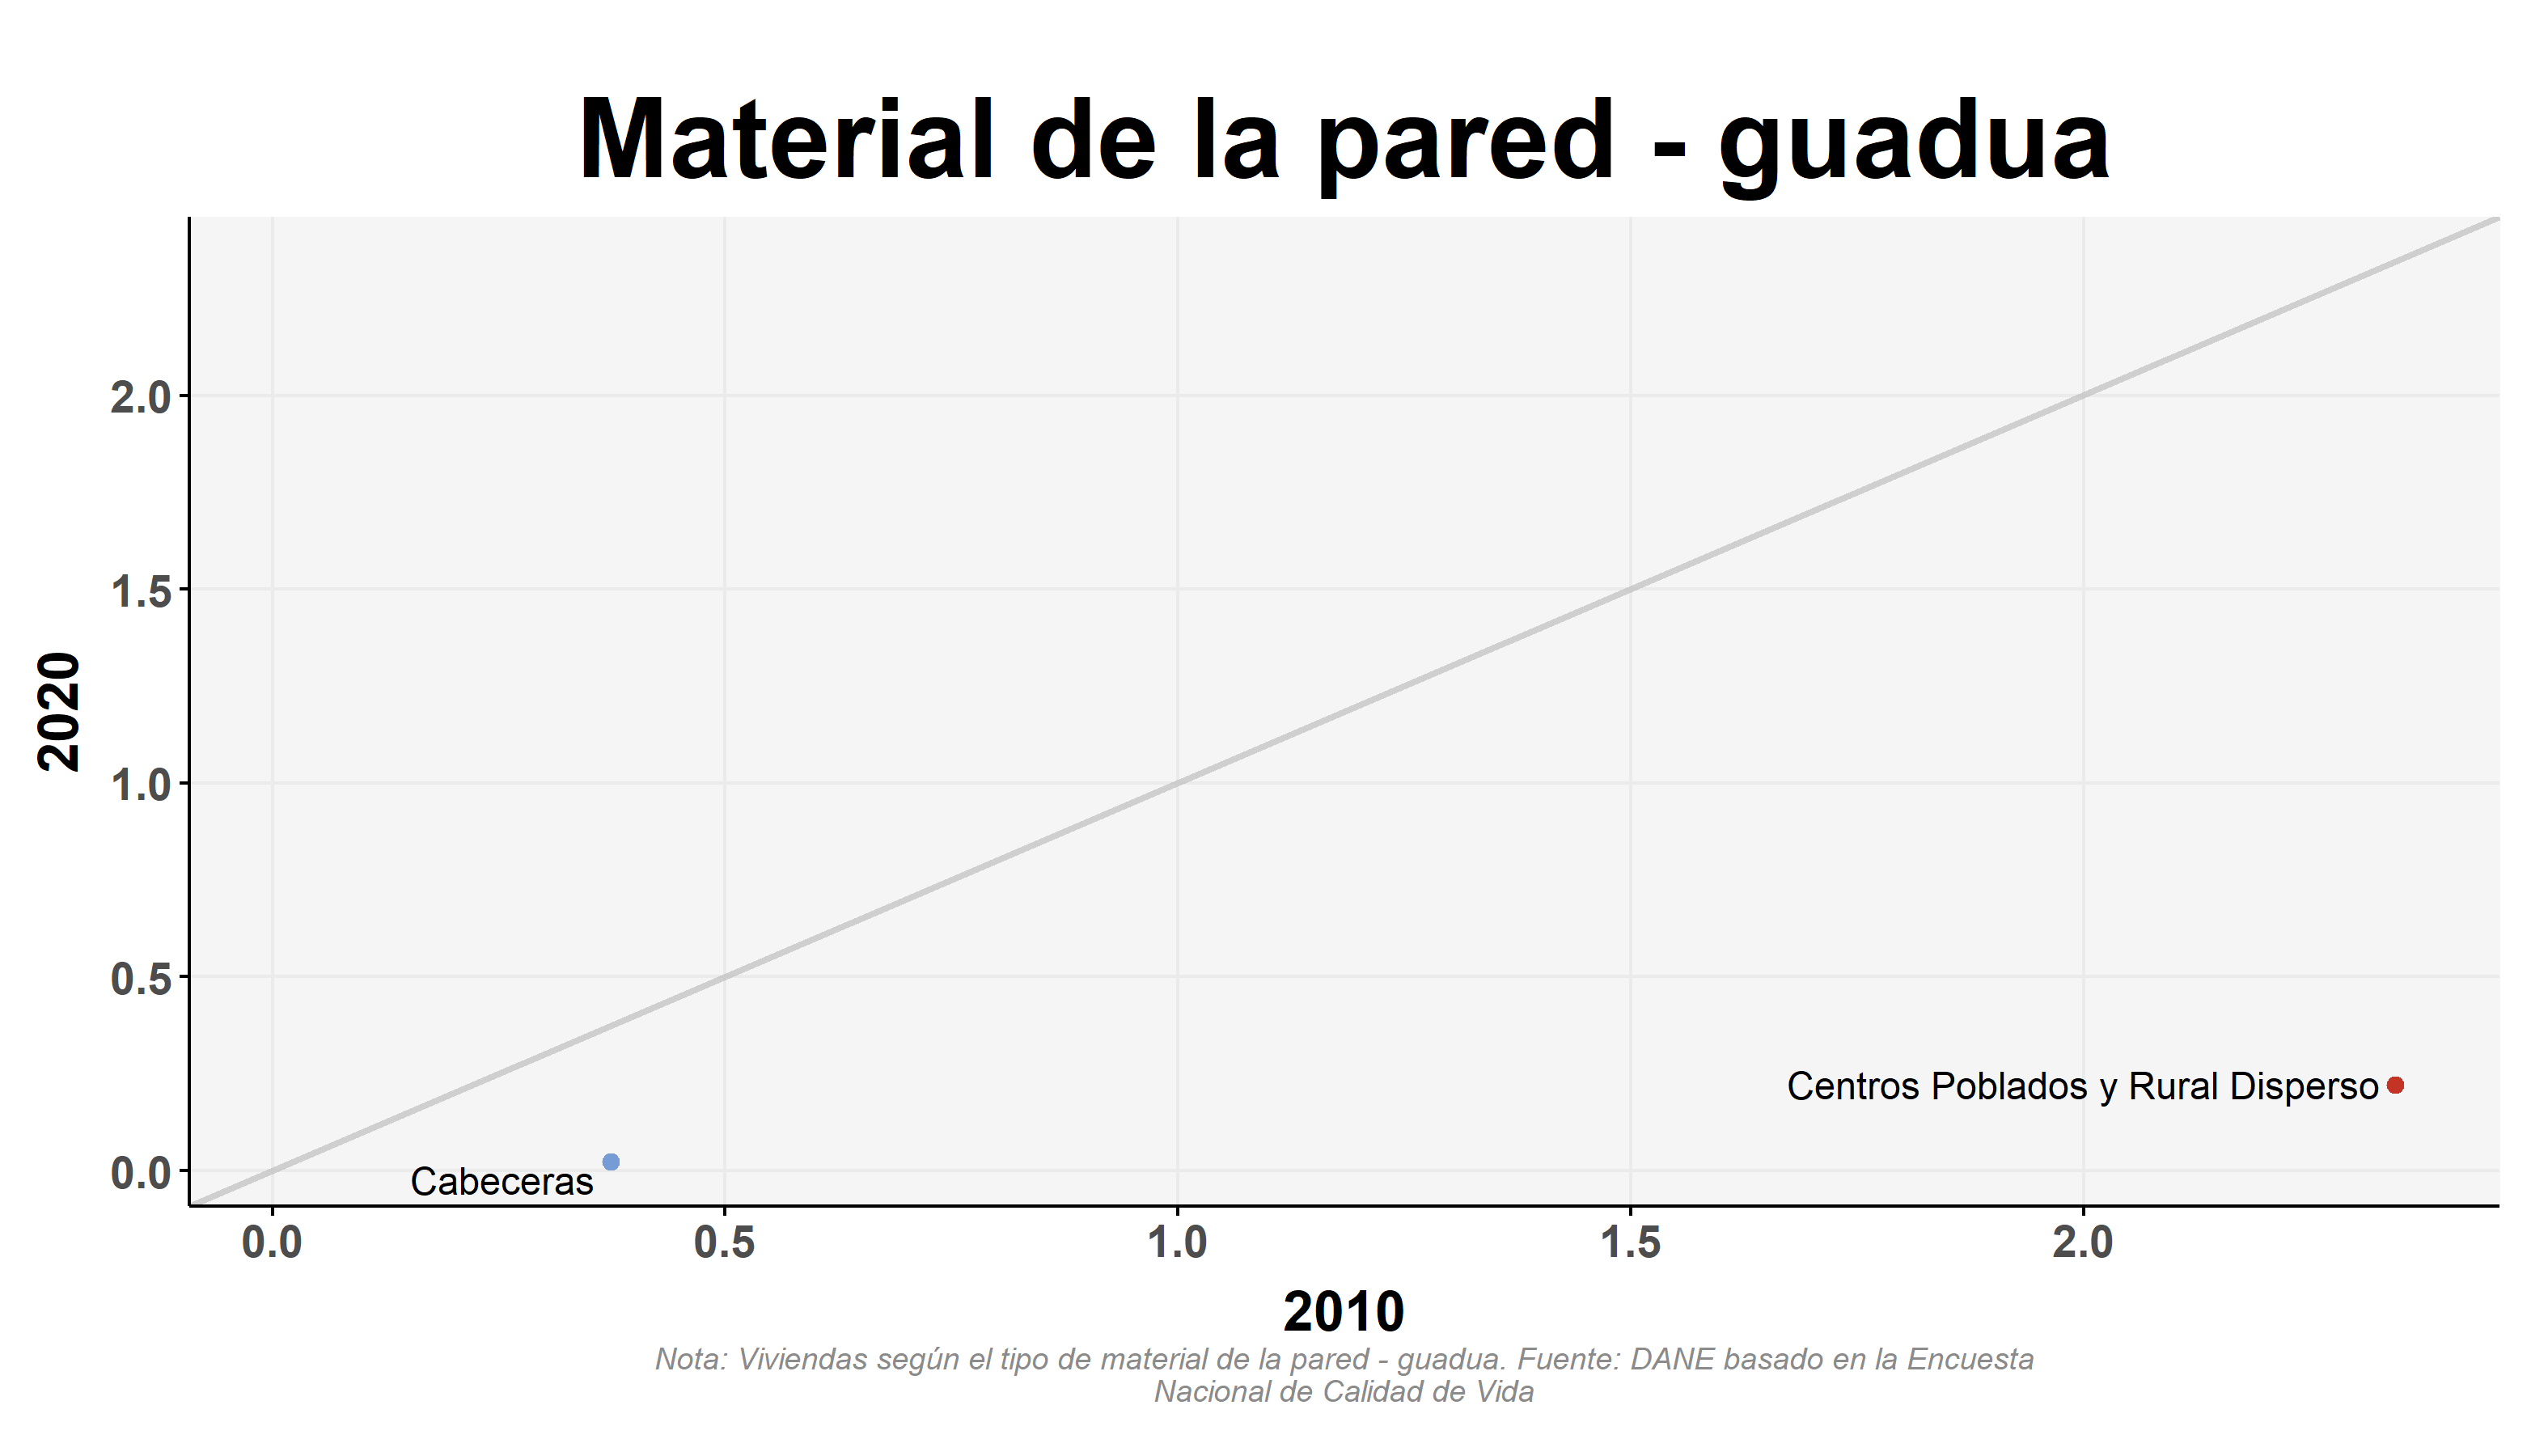 Material de la pared - guadua
2020
2.0
1.5
1.0
0.5
0.0
Centros Poblados y Rural Disperso
Cabeceras
0.0 0.5 1.0 1.5 2.0
2010
Nota: Viviendas según el tipo de material de la pared - guadua. Fuente: DANE basado en la Encuesta
Nacional de Calidad de Vida